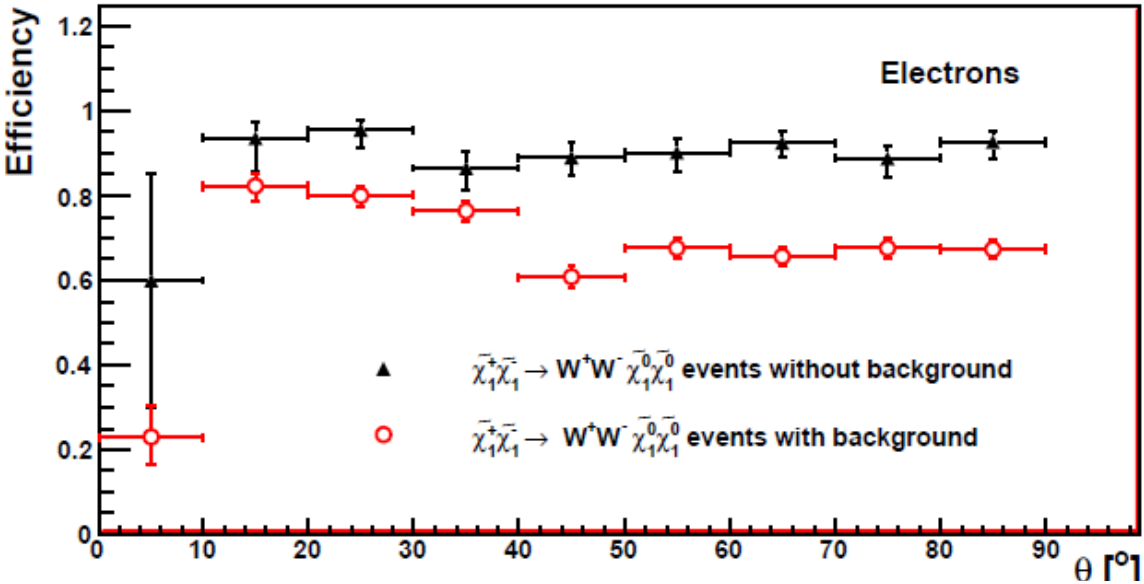 Efficiency
1.2
1
0.8
0.6
0.4
0.2
0
Electrons
χ̃₁⁺χ̃₁⁻ → W⁺W⁻ χ̃₁⁰χ̃₁⁰ events without background
χ̃₁⁺χ̃₁⁻ → W⁺W⁻ χ̃₁⁰χ̃₁⁰ events with background
0 10 20 30 40 50 60 70 80 90
θ [°]